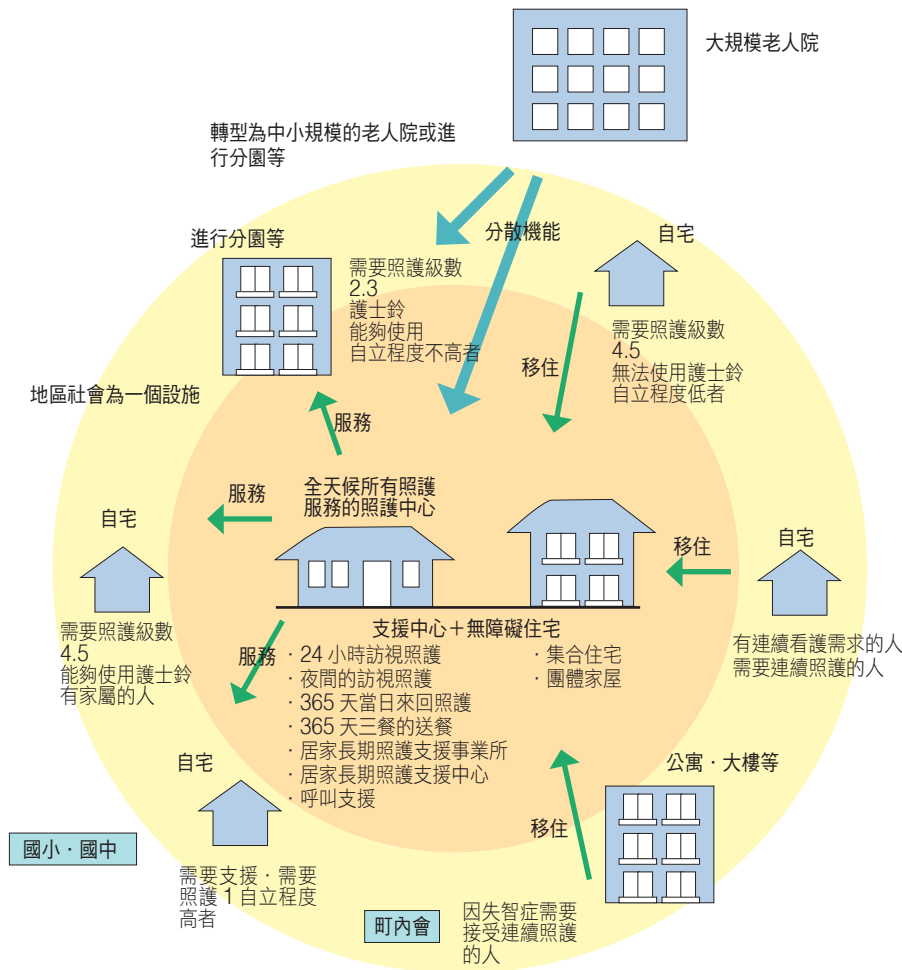 大規模老人院
轉型為中小規模的老人院或進
行分園等
分散機能
進行分園等
需要照護級數
2.3
護士鈴
能夠使用
自立程度不高者
自宅
需要照護級數
4.5
無法使用護士鈴
自立程度低者
移住
地區社會為一個設施
服務
服務
全天候所有照護
服務的照護中心
自宅
需要照護級數
4.5
能夠使用護士鈴
有家屬的人
移住
自宅
有連續看護需求的人
需要連續照護的人
支援中心＋無障礙住宅
服務
·24 小時訪視照護
·夜間的訪視照護
·365 天當日來回照護
·365 天三餐的送餐
·居家長期照護支援事業所
·居家長期照護支援中心
·呼叫支援
·集合住宅
·團體家屋
自宅
需要支援·需要
照護 1 自立程度
高者
公寓·大樓等
移住
因失智症需要
接受連續照護
的人
國小·國中
町內會